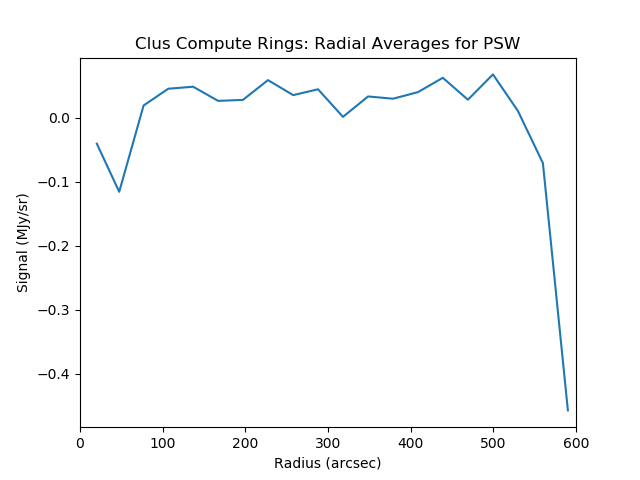 Clus Compute Rings: Radial Averages for PSW
0.0
−0.1
−0.2
−0.3
−0.4
Signal (MJy/sr)
0 100 200 300 400 500 600
Radius (arcsec)